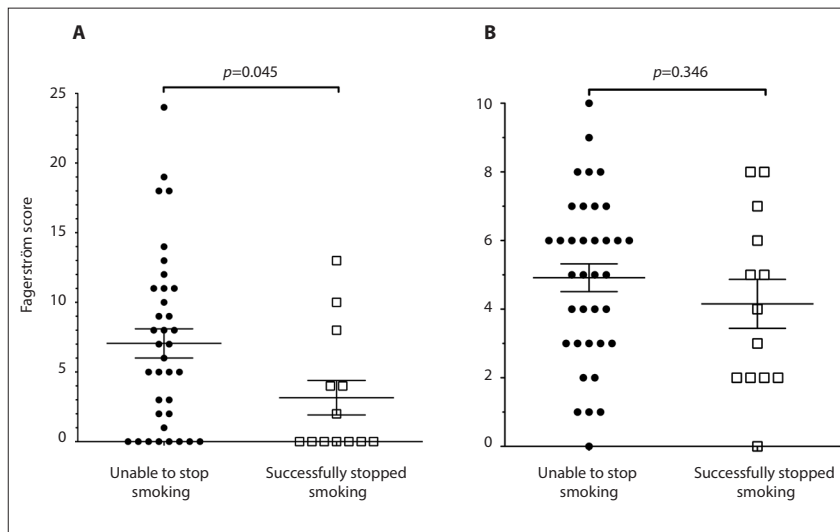 A
p=0.045
25
20
15
10
5
0
Fagerström score
Unable to stop
smoking
Successfully stopped
smoking
B
p=0.346
10
8
6
4
2
0
Unable to stop
smoking
Successfully stopped
smoking